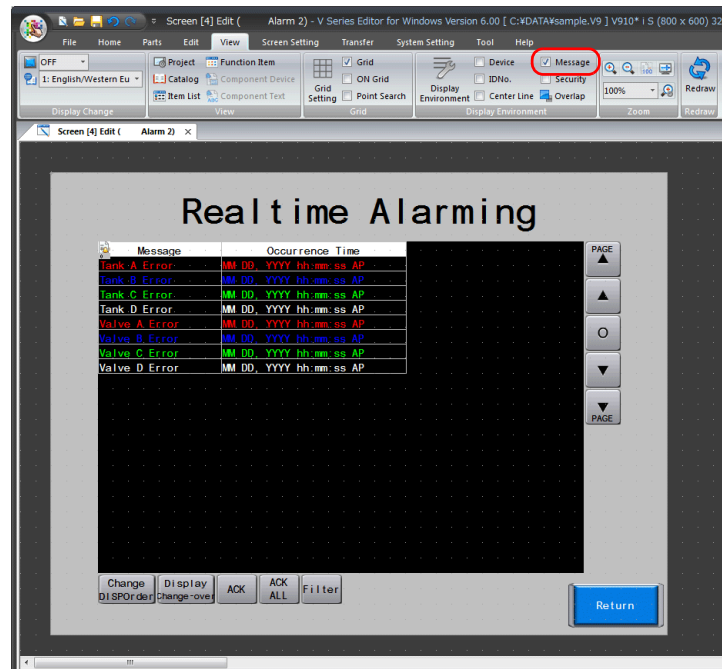 Screen [4] Edit ( Alarm 2) - V Series Editor for Windows Version 6.00 [ C:¥DATA¥sample.V9 ] V910* I S (800 x 600) 32
File Home Parts Edit View Screen Setting Transfer System Setting Tool Help
OFF Project Function Item Grid Device Message
1: English/Western Eu Catalog Component Device ON Grid IDNo. Security 100%
Item List Component Text Grid Setting Point Search Display Environment Center Line Overlap Redraw
Display Change View Grid Display Environment Zoom Redraw
Screen [4] Edit ( Alarm 2) ×
Realtime Alarming
Message Occurrence Time
Tank A Error MM DD, YYYY hh:mm:ss AP
Tank B Error MM DD, YYYY hh:mm:ss AP
Tank C Error MM DD, YYYY hh:mm:ss AP
Tank D Error MM DD, YYYY hh:mm:ss AP
Valve A Error MM DD, YYYY hh:mm:ss AP
Valve B Error MM DD, YYYY hh:mm:ss AP
Valve C Error MM DD, YYYY hh:mm:ss AP
Valve D Error MM DD, YYYY hh:mm:ss AP
PAGE
▲
▲
O
▼
▼
PAGE
Change DISPOrder
Display Change-over
ACK
ACK ALL
Filter
Return